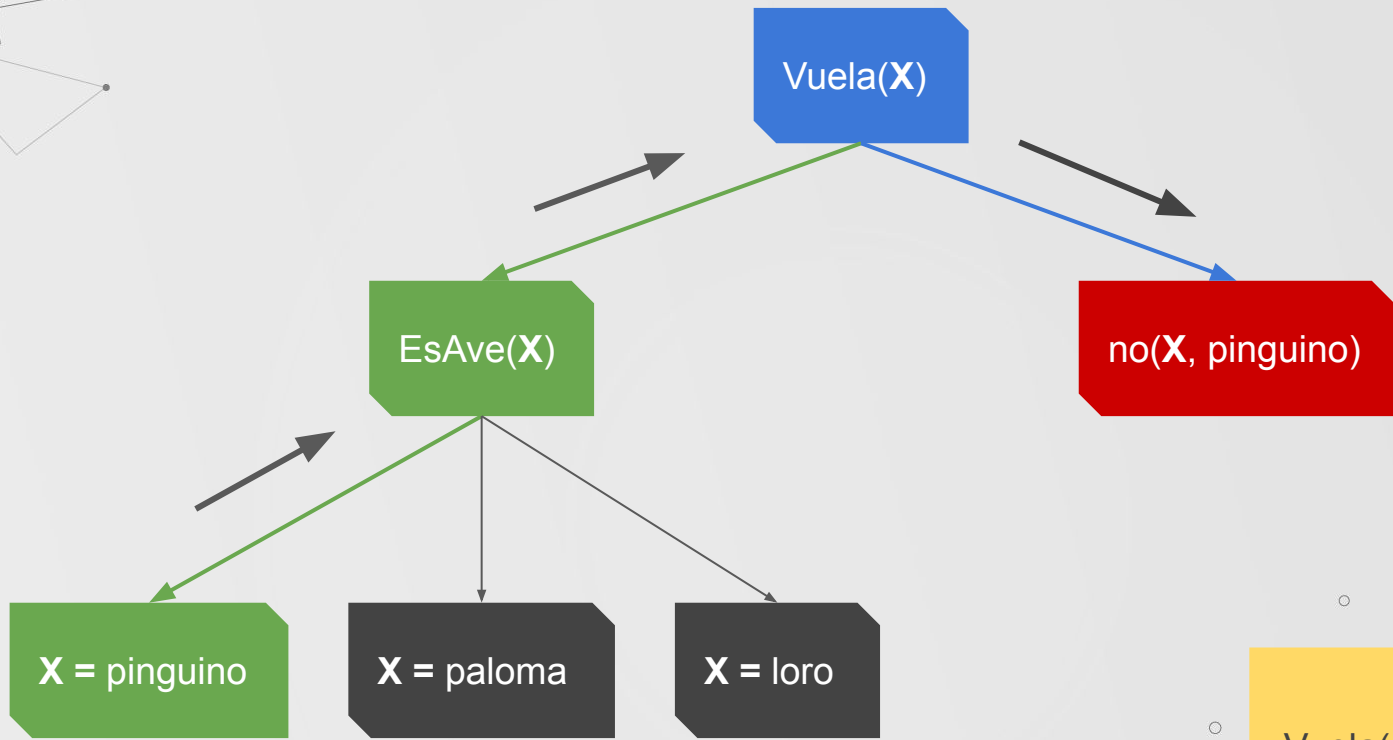 Vuela(X)
EsAve(X)
no(X, pinguino)
X = pinguino
X = paloma
X = loro